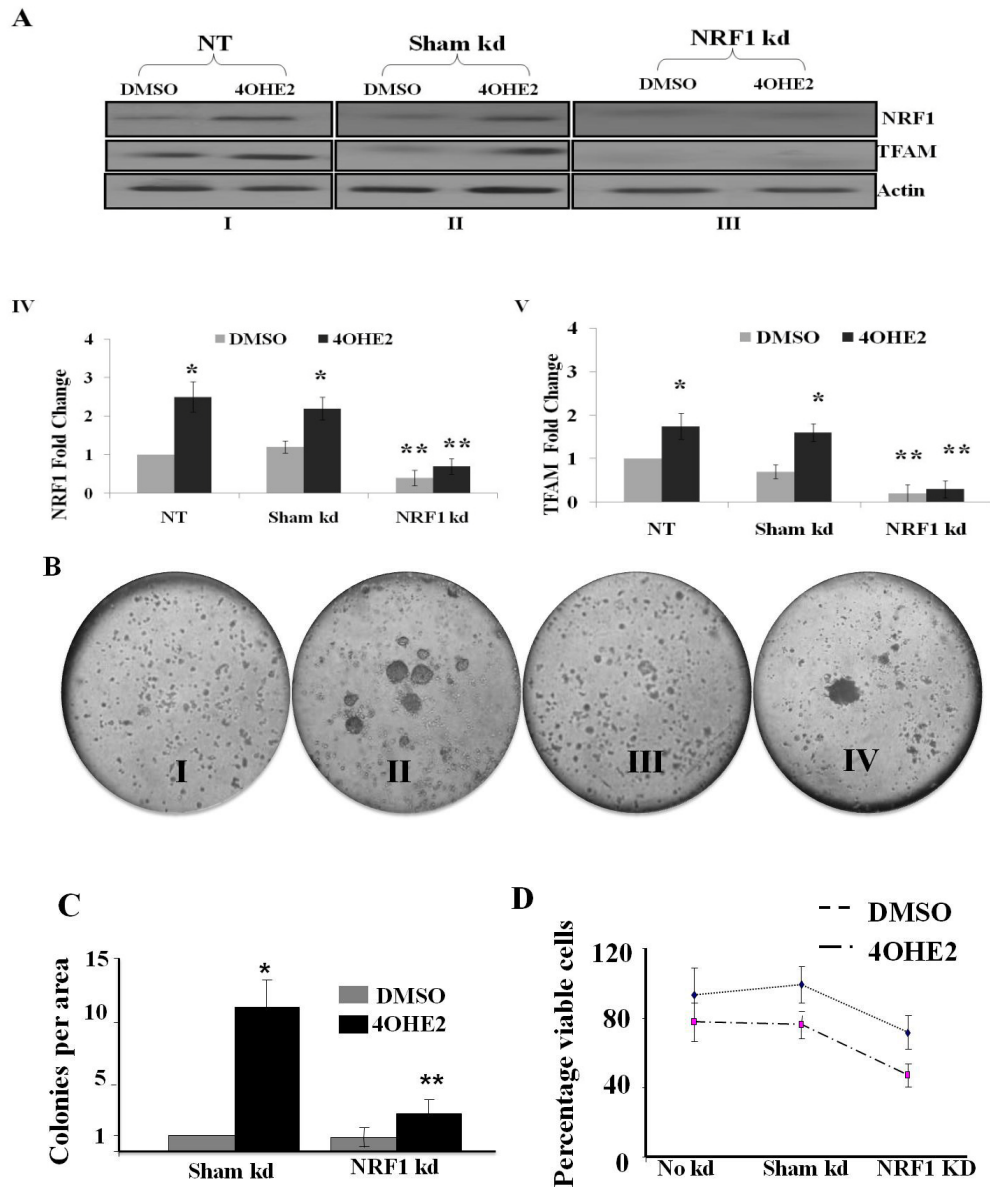 A
NT Sham kd NRF1 kd
DMSO 4OHE2 DMSO 4OHE2 DMSO 4OHE2
NRF1
TFAM
Actin
I II III
IV
NRF1 Fold Change
4
3
2
1
0
DMSO 4OHE2
* * ** **
NT Sham kd NRF1 kd
V
TFAM Fold Change
4
3
2
1
0
DMSO 4OHE2
* * ** **
NT Sham kd NRF1 kd
B
I II III IV
C
Colonies per area
15
10
5
1
* **
DMSO
4OHE2
Sham kd NRF1 kd
D
DMSO
4OHE2
Percentage viable cells
120
80
40
0
No kd Sham kd NRF1 KD